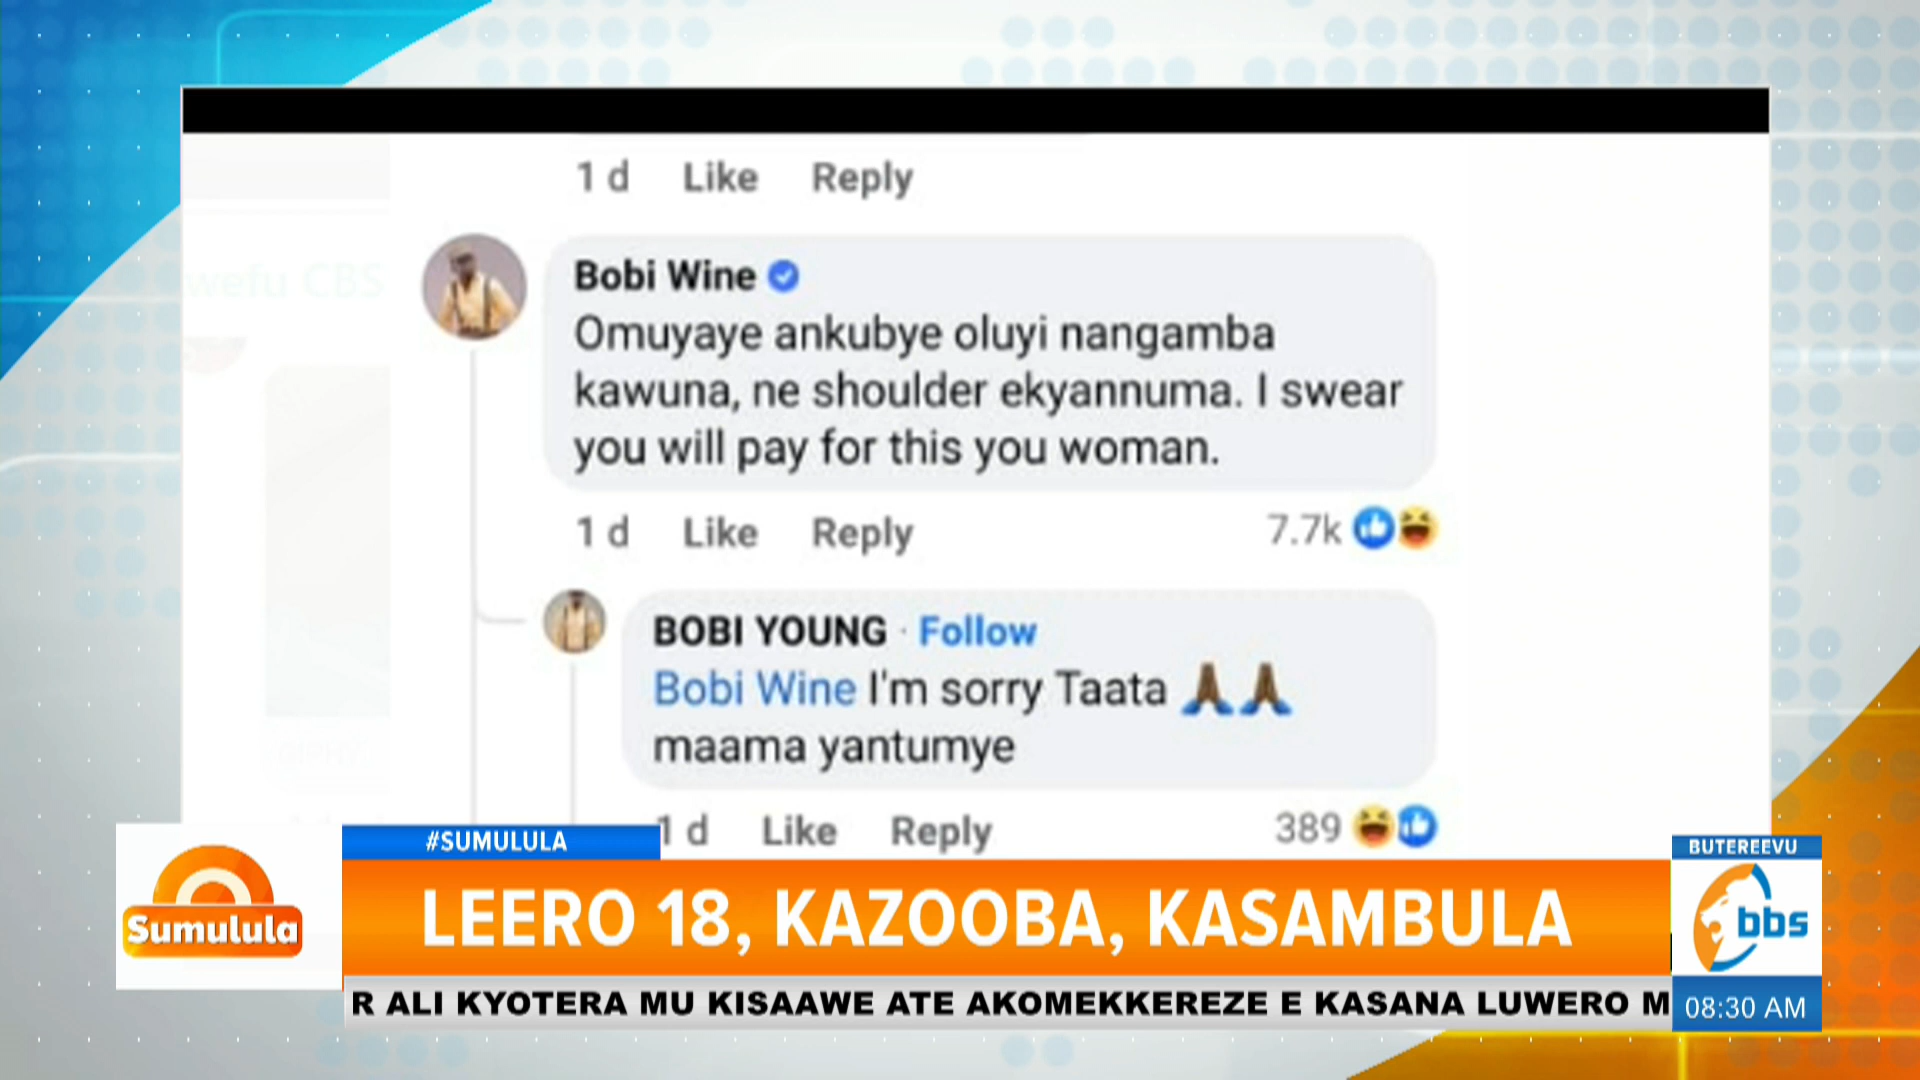 1 d Like Reply
wefu CBS
Bobi Wine
Omuyaye ankubye oluyi nangamba
kawuna, ne shoulder ekyannuma. I swear
you will pay for this you woman.
1 d Like Reply 7.7k
BOBI YOUNG · Follow
Bobi Wine I'm sorry Taata 🙏🏾🙏🏾
maama yantumye
1 d Like Reply 389
#SUMULULA
BUTEREEVU
Sumulula
LEERO 18, KAZOOBA, KASAMBULA
bbs
R ALI KYOTERA MU KISAAWE ATE AKOMEKKEREZE E KASANA LUWERO M
08:30 AM